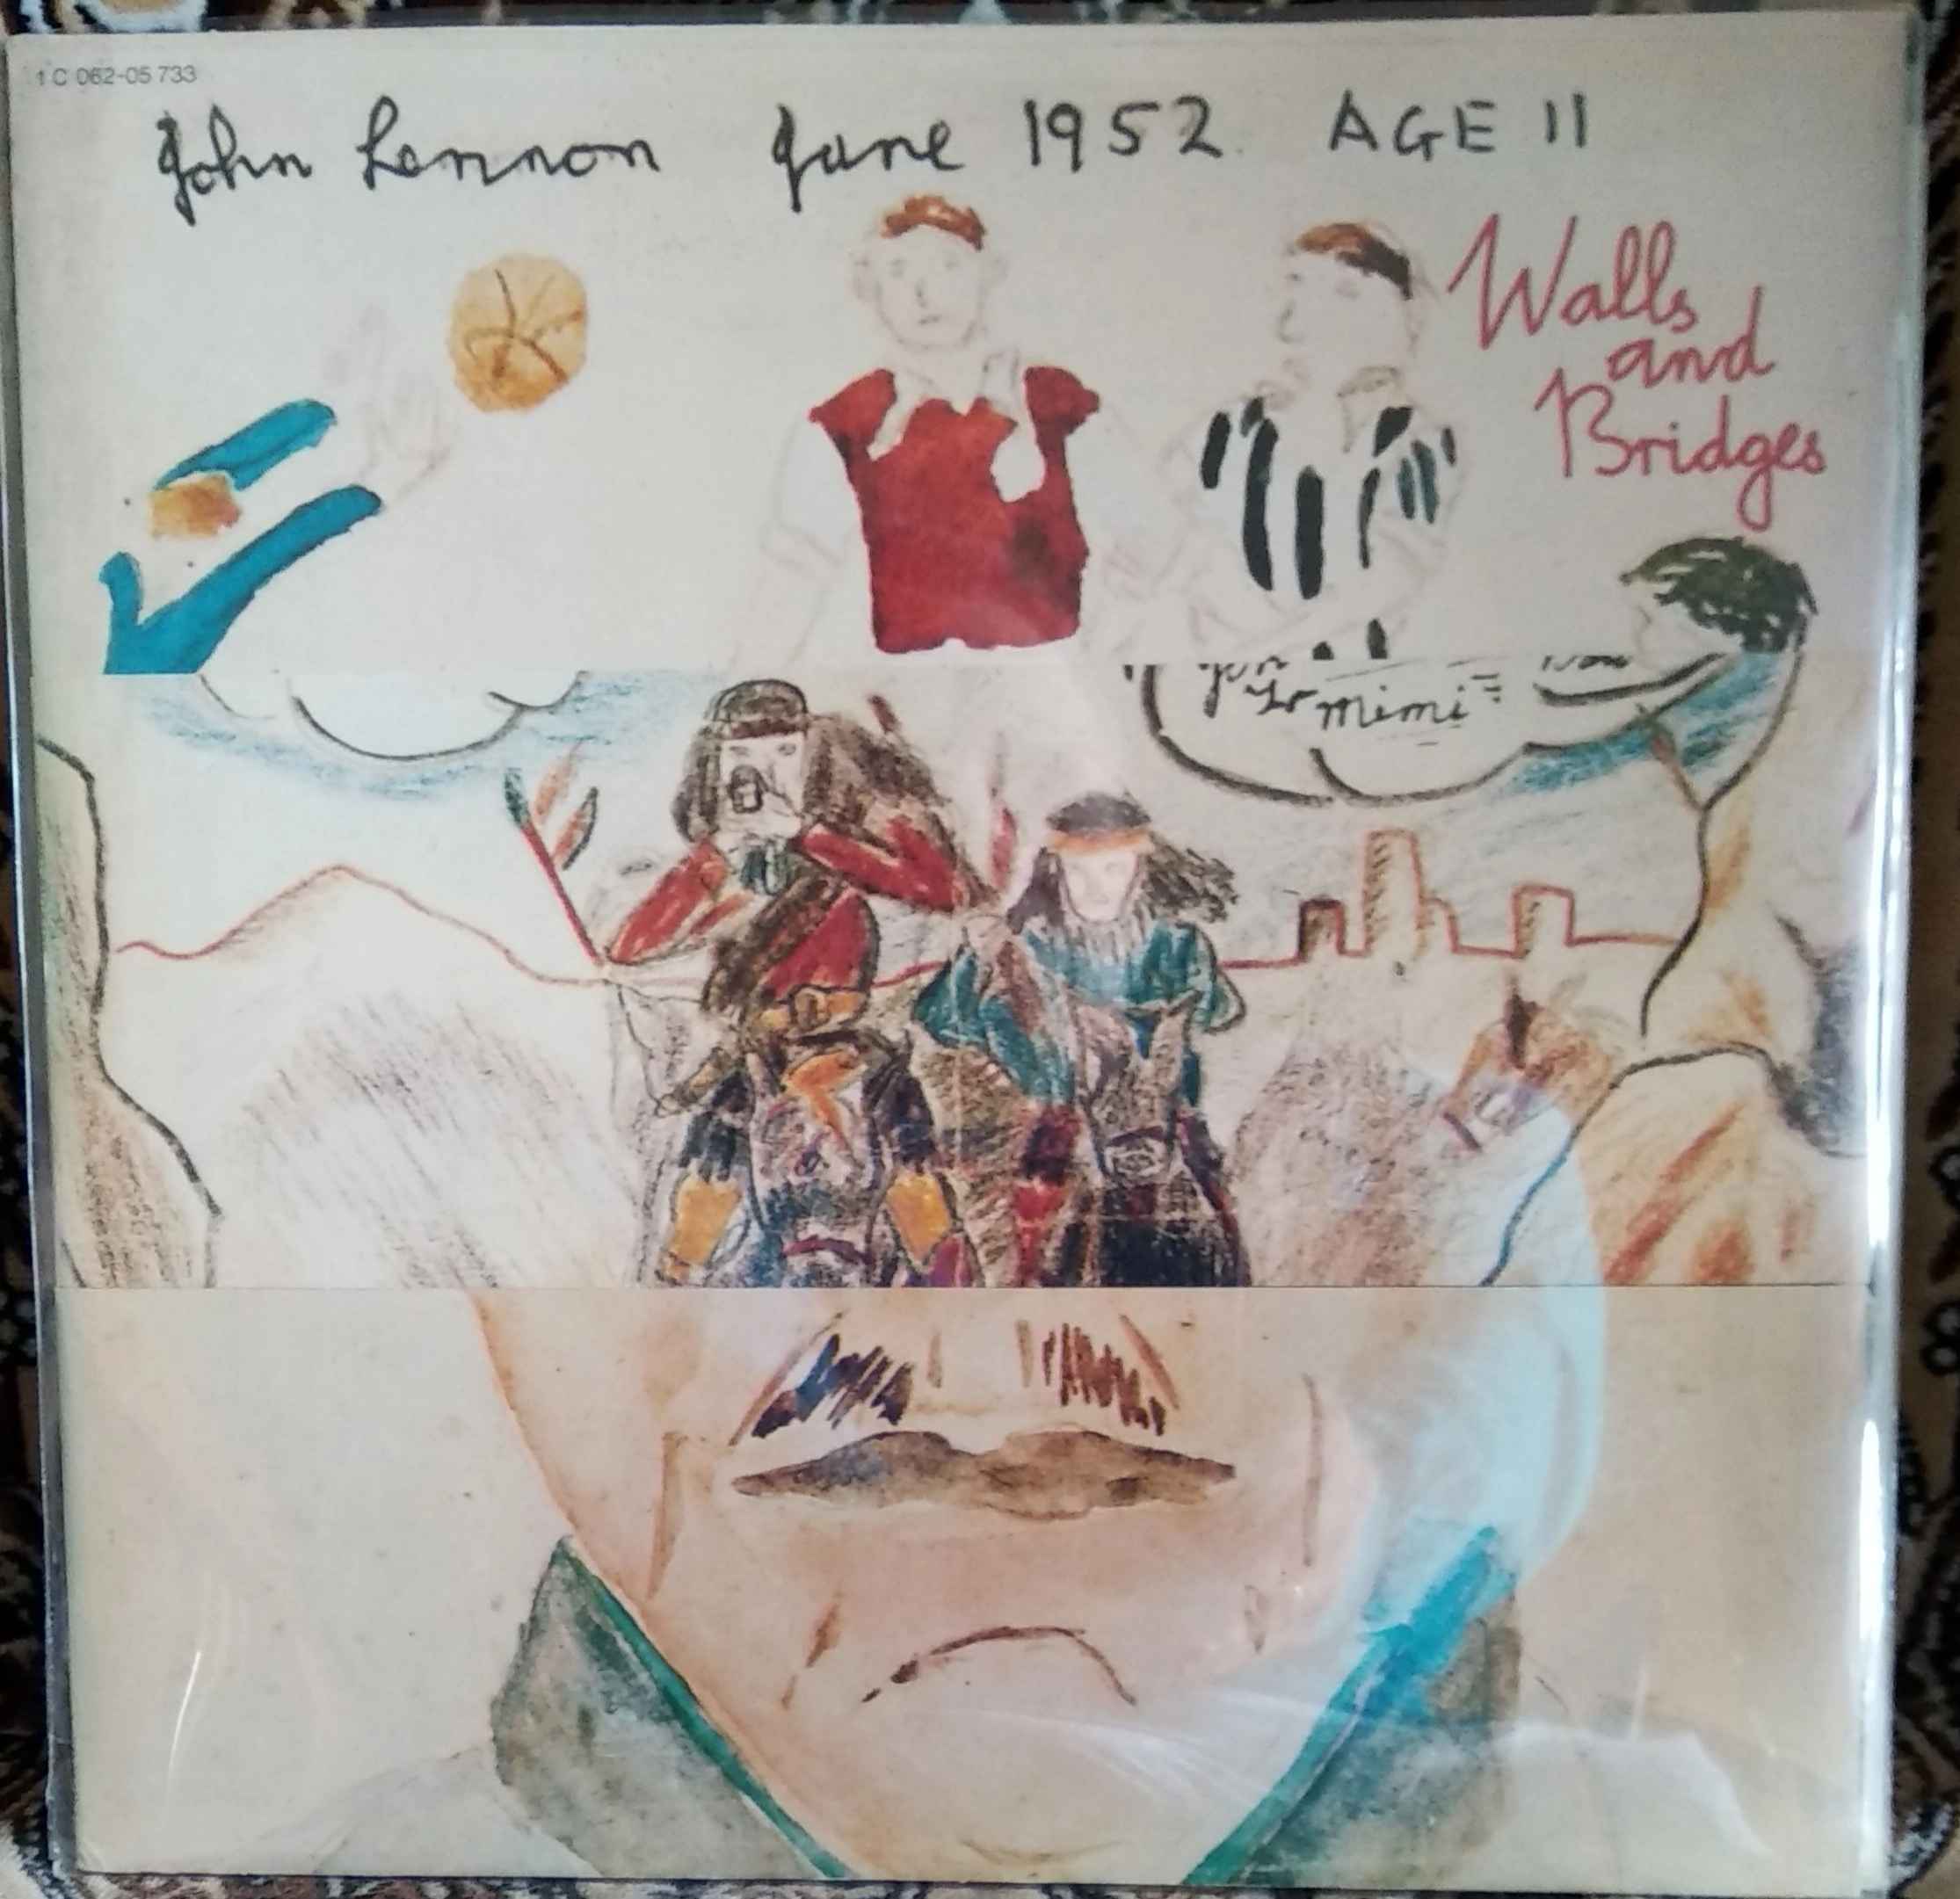 1 C 062-05 733
John Lennon June 1952 AGE 11
Walls
and
Bridges
Mimi